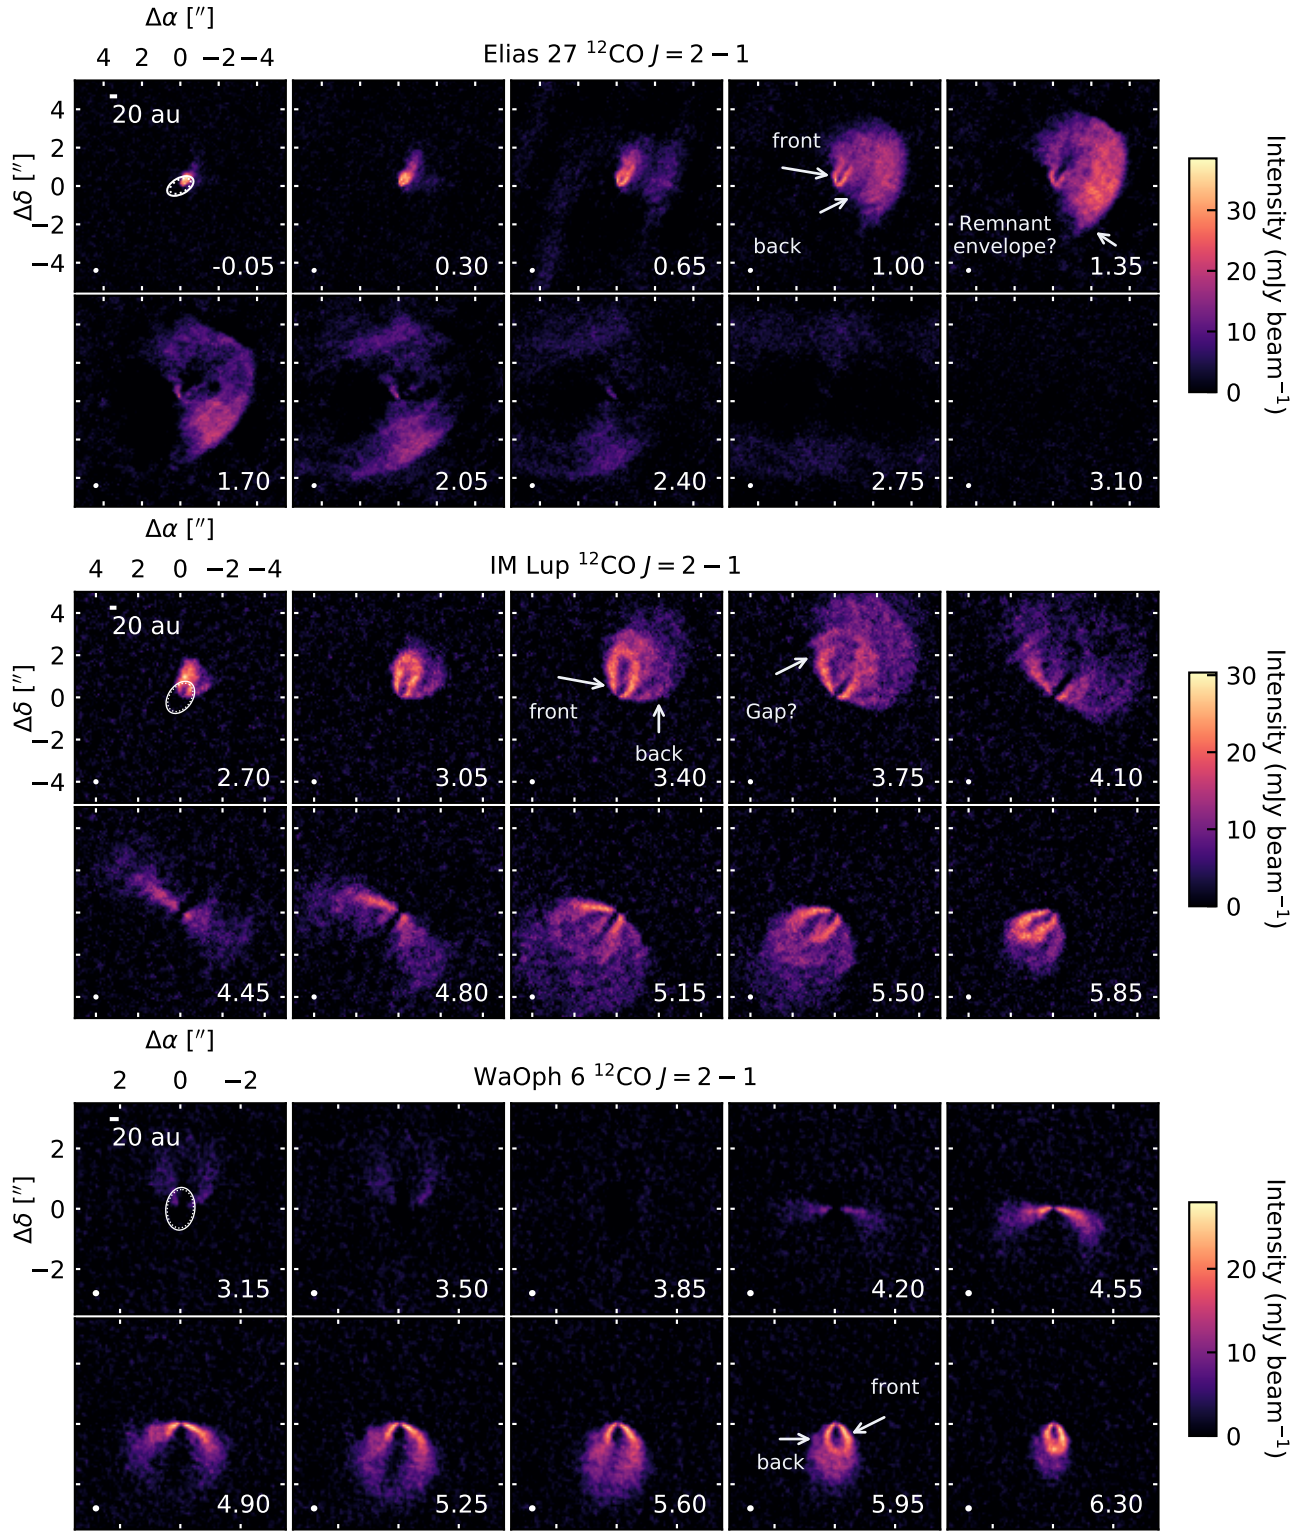 Δα [″]
4 2 0 −2 −4
Elias 27 ¹²CO J = 2 − 1
20 au
4
2
0
−2
−4
Δδ [″]
-0.05
0.30
0.65
front
back
1.00
Remnant
envelope?
1.35
1.70
2.05
2.40
2.75
3.10
30
20
10
0
Intensity (mJy beam⁻¹)
Δα [″]
4 2 0 −2 −4
IM Lup ¹²CO J = 2 − 1
20 au
4
2
0
−2
−4
Δδ [″]
2.70
3.05
front
back
3.40
Gap?
3.75
4.10
4.45
4.80
5.15
5.50
5.85
30
20
10
0
Intensity (mJy beam⁻¹)
Δα [″]
2 0 −2
WaOph 6 ¹²CO J = 2 − 1
20 au
2
0
−2
Δδ [″]
3.15
3.50
3.85
4.20
4.55
4.90
5.25
5.60
front
back
5.95
6.30
20
10
0
Intensity (mJy beam⁻¹)